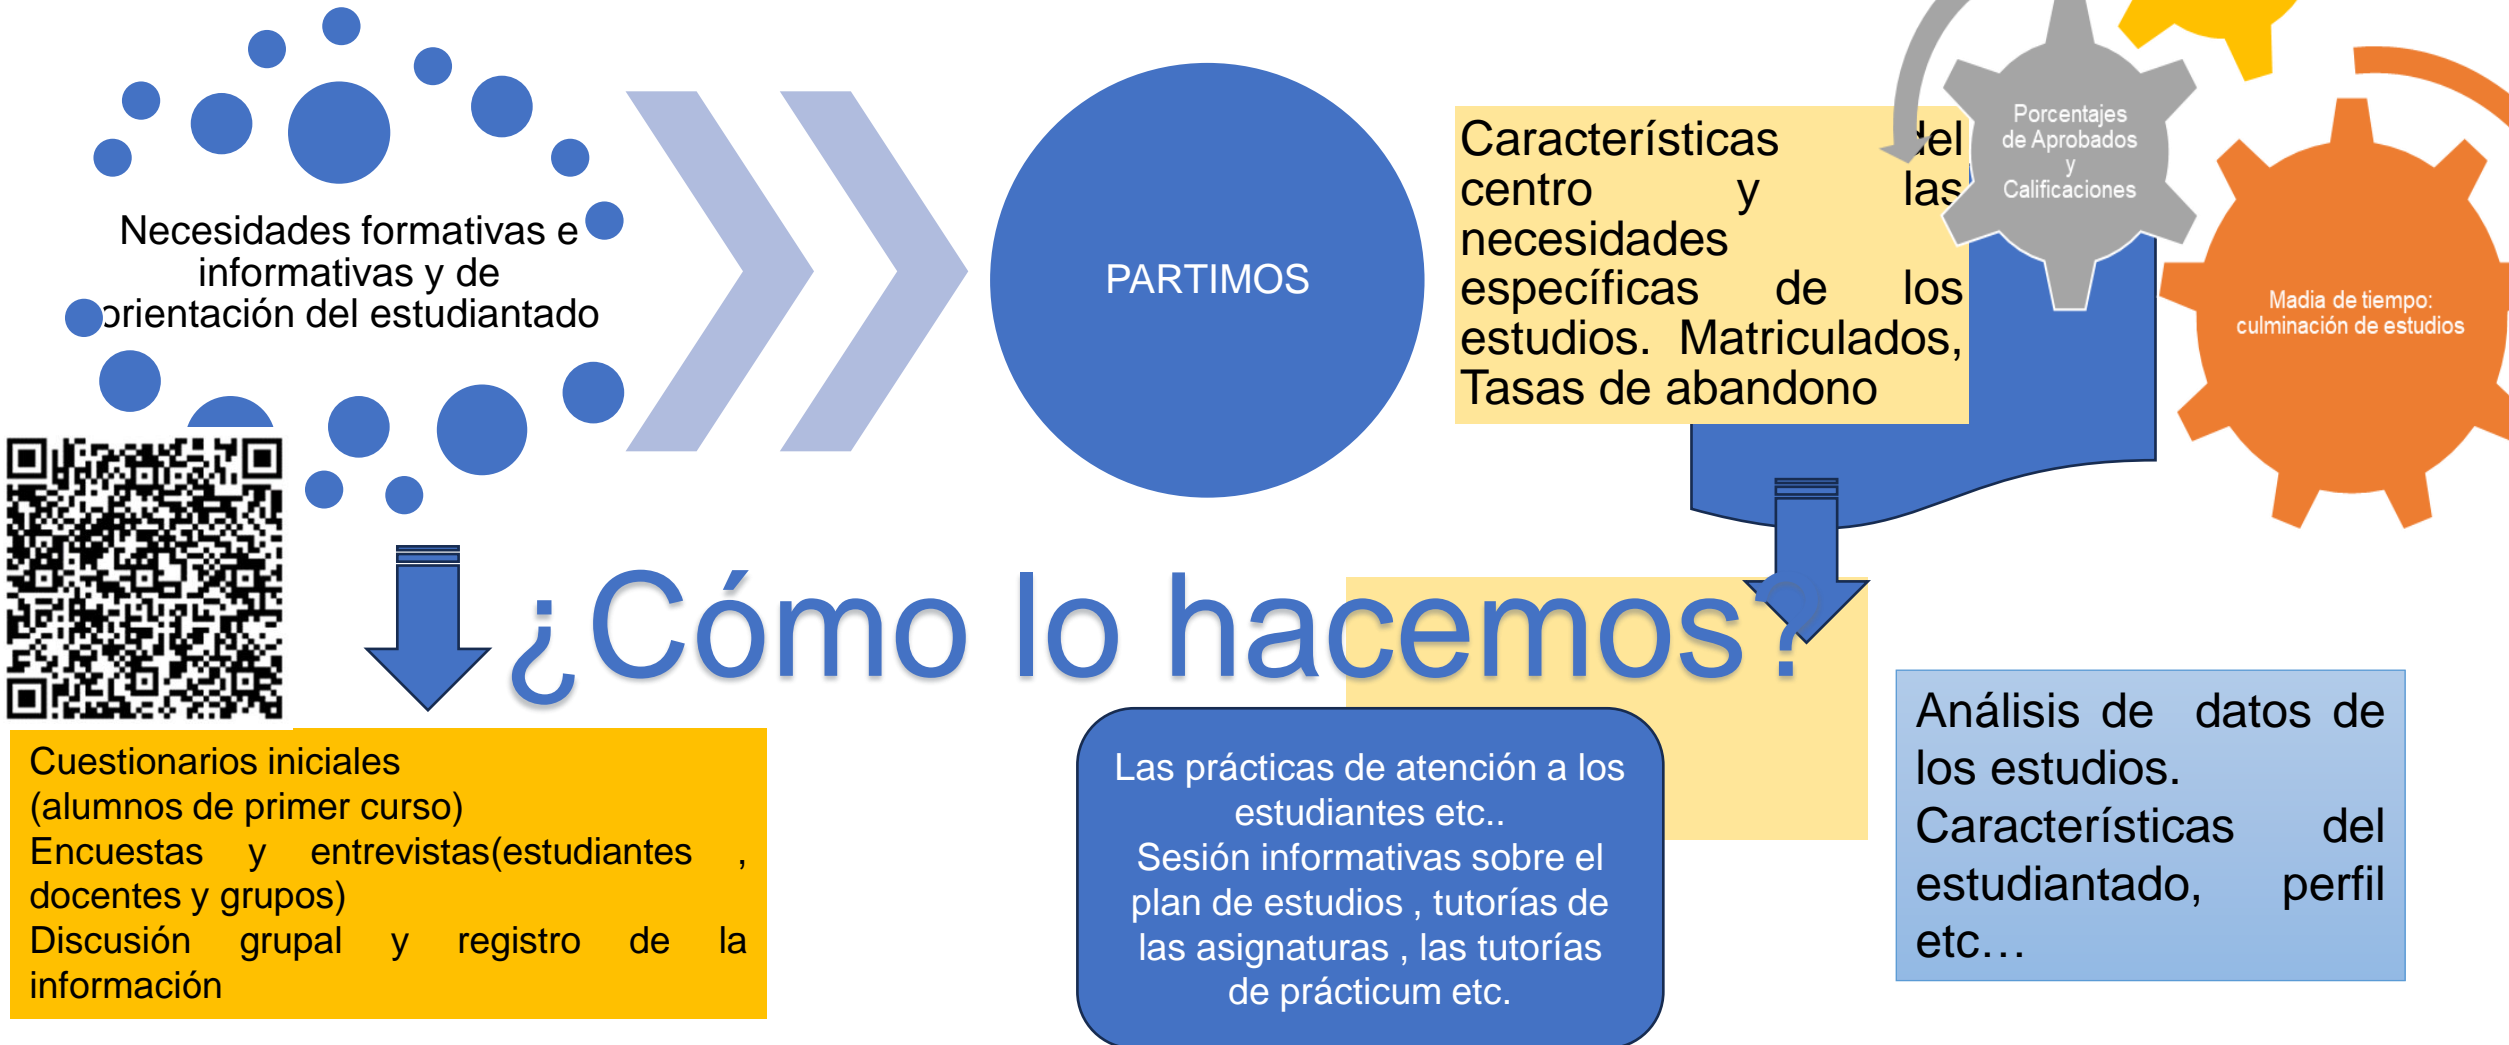 Necesidades formativas e
informativas y de
orientación del estudiantado
PARTIMOS
Características del
centro y las
necesidades
específicas de los
estudios. Matriculados,
Tasas de abandono
Porcentajes
de Aprobados
y
Calificaciones
Madia de tiempo:
culminación de estudios
¿Cómo lo hacemos?
Cuestionarios iniciales
(alumnos de primer curso)
Encuestas y entrevistas(estudiantes ,
docentes y grupos)
Discusión grupal y registro de la
información
Las prácticas de atención a los
estudiantes etc..
Sesión informativas sobre el
plan de estudios , tutorías de
las asignaturas , las tutorías
de prácticum etc.
Análisis de datos de
los estudios.
Características del
estudiantado, perfil
etc…